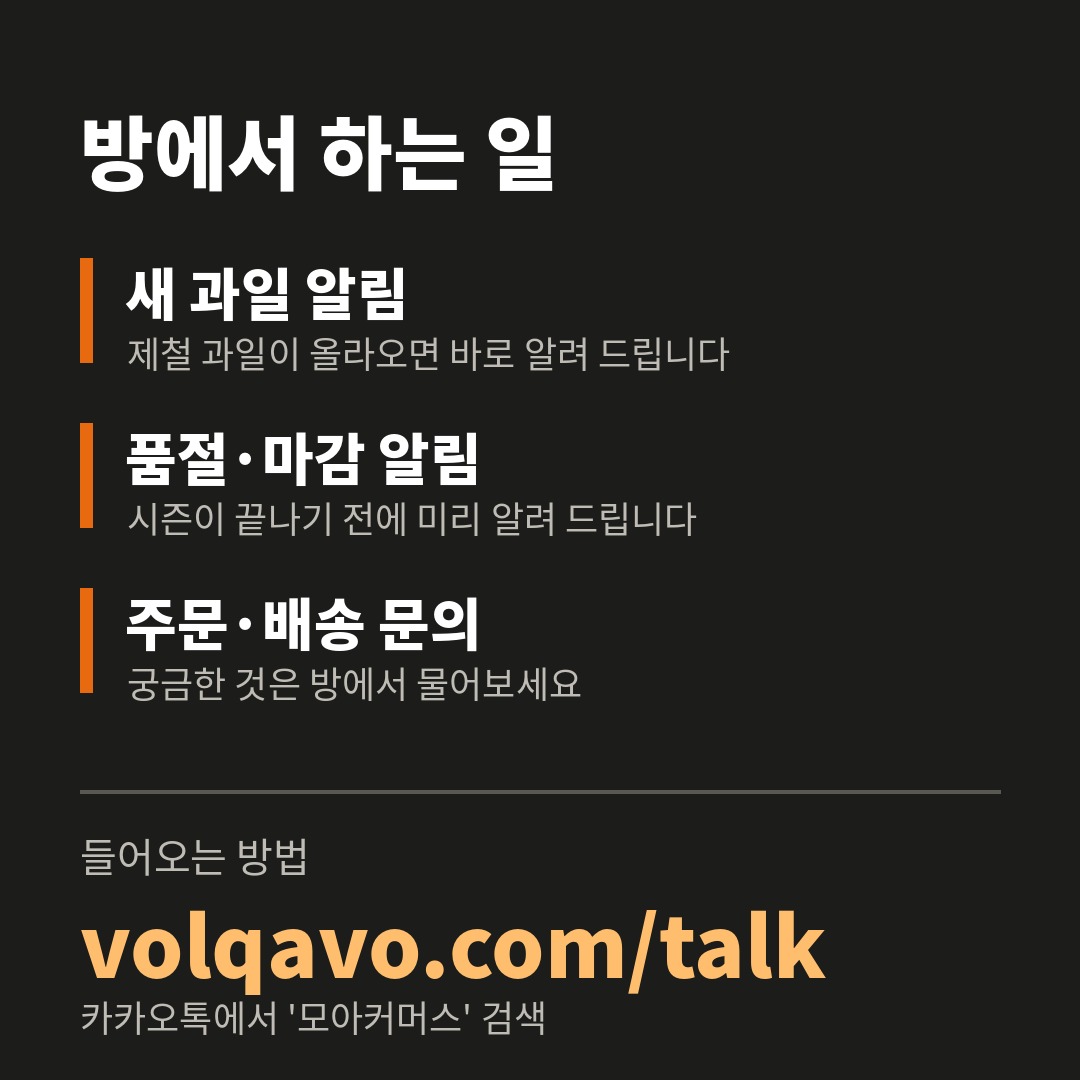 방에서 하는 일
새 과일 알림
제철 과일이 올라오면 바로 알려 드립니다
품절·마감 알림
시즌이 끝나기 전에 미리 알려 드립니다
주문·배송 문의
궁금한 것은 방에서 물어보세요
들어오는 방법
volqavo.com/talk
카카오톡에서 '모아커머스' 검색